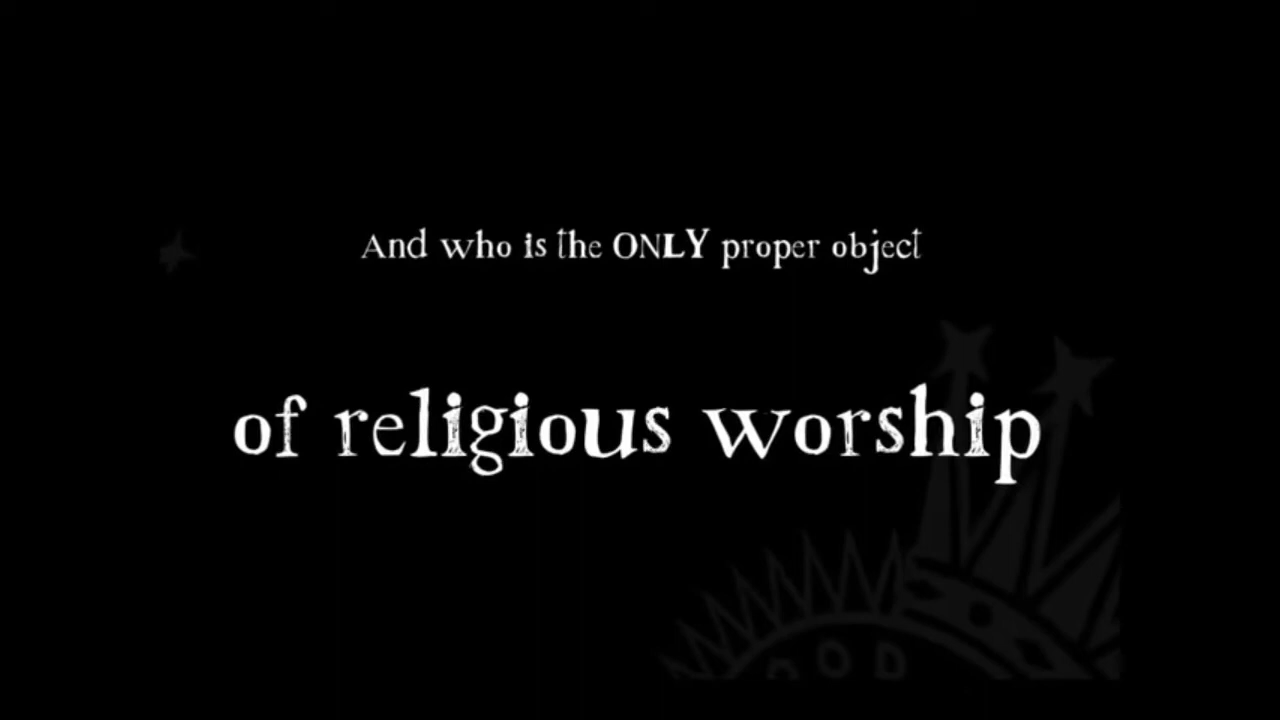 And who is the ONLY proper object
of religious worship